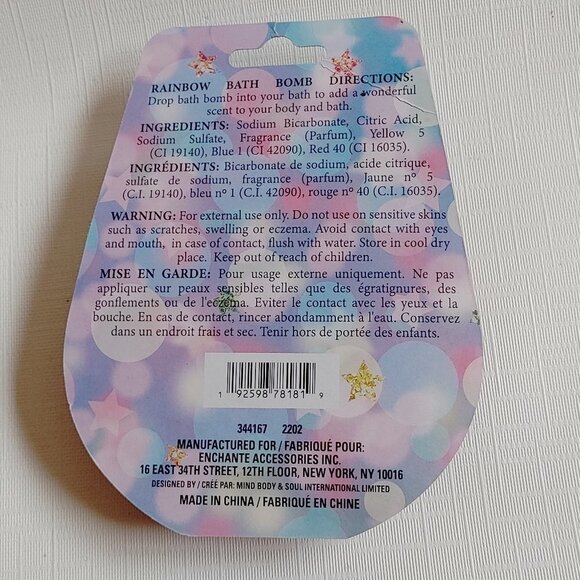 RAINBOW BATH BOMB DIRECTIONS:
Drop bath bomb into your bath to add a wonderful
scent to your body and bath.
INGREDIENTS: Sodium Bicarbonate, Citric Acid,
Sodium Sulfate, Fragrance (Parfum), Yellow 5
(CI 19140), Blue 1 (CI 42090), Red 40 (CI 16035).
INGRÉDIENTS: Bicarbonate de sodium, acide citrique,
sulfate de sodium, fragrance (parfum), Jaune nº 5
(C.I. 19140), bleu nº 1 (C.I. 42090), rouge nº 40 (C.I. 16035).
WARNING: For external use only. Do not use on sensitive skins
such as scratches, swelling or eczema. Avoid contact with eyes
and mouth, in case of contact, flush with water. Store in cool dry
place. Keep out of reach of children.
MISE EN GARDE: Pour usage externe uniquement. Ne pas
appliquer sur peaux sensibles telles que des égratignures, des
gonflements ou de l'eczéma. Eviter le contact avec les yeux et la
bouche. En cas de contact, rincer abondamment à l'eau. Conservez
dans un endroit frais et sec. Tenir hors de portée des enfants.
1 92598 78181 9
344167 2202
MANUFACTURED FOR / FABRIQUÉ POUR:
ENCHANTE ACCESSORIES INC.
16 EAST 34TH STREET, 12TH FLOOR, NEW YORK, NY 10016
DESIGNED BY / CRÉÉ PAR: MIND BODY & SOUL INTERNATIONAL LIMITED
MADE IN CHINA / FABRIQUÉ EN CHINE